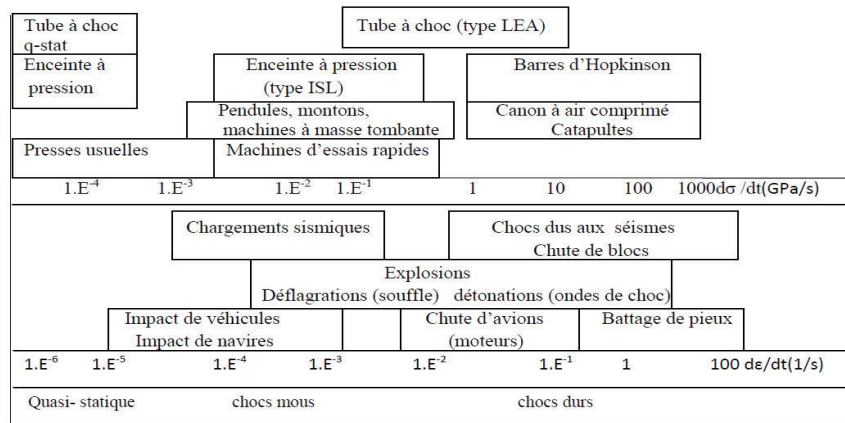 Tube à choc
q-stat
Tube à choc (type LEA)
Enceinte à
pression
Enceinte à pression
(type ISL)
Barres d'Hopkinson
Pendules, montons,
machines à masse tombante
Canon à air comprimé
Catapultes
Presses usuelles
Machines d'essais rapides
1.E-4 1.E-3 1.E-2 1.E-1 1 10 100 1000dσ /dt(GPa/s)
Chargements sismiques
Chocs dus aux séismes
Chute de blocs
Explosions
Déflagrations (souffle) détonations (ondes de choc)
Impact de véhicules
Impact de navires
Chute d'avions
(moteurs)
Battage de pieux
1.E-6 1.E-5 1.E-4 1.E-3 1.E-2 1.E-1 1 100 dε/dt(1/s)
Quasi- statique chocs mous chocs durs